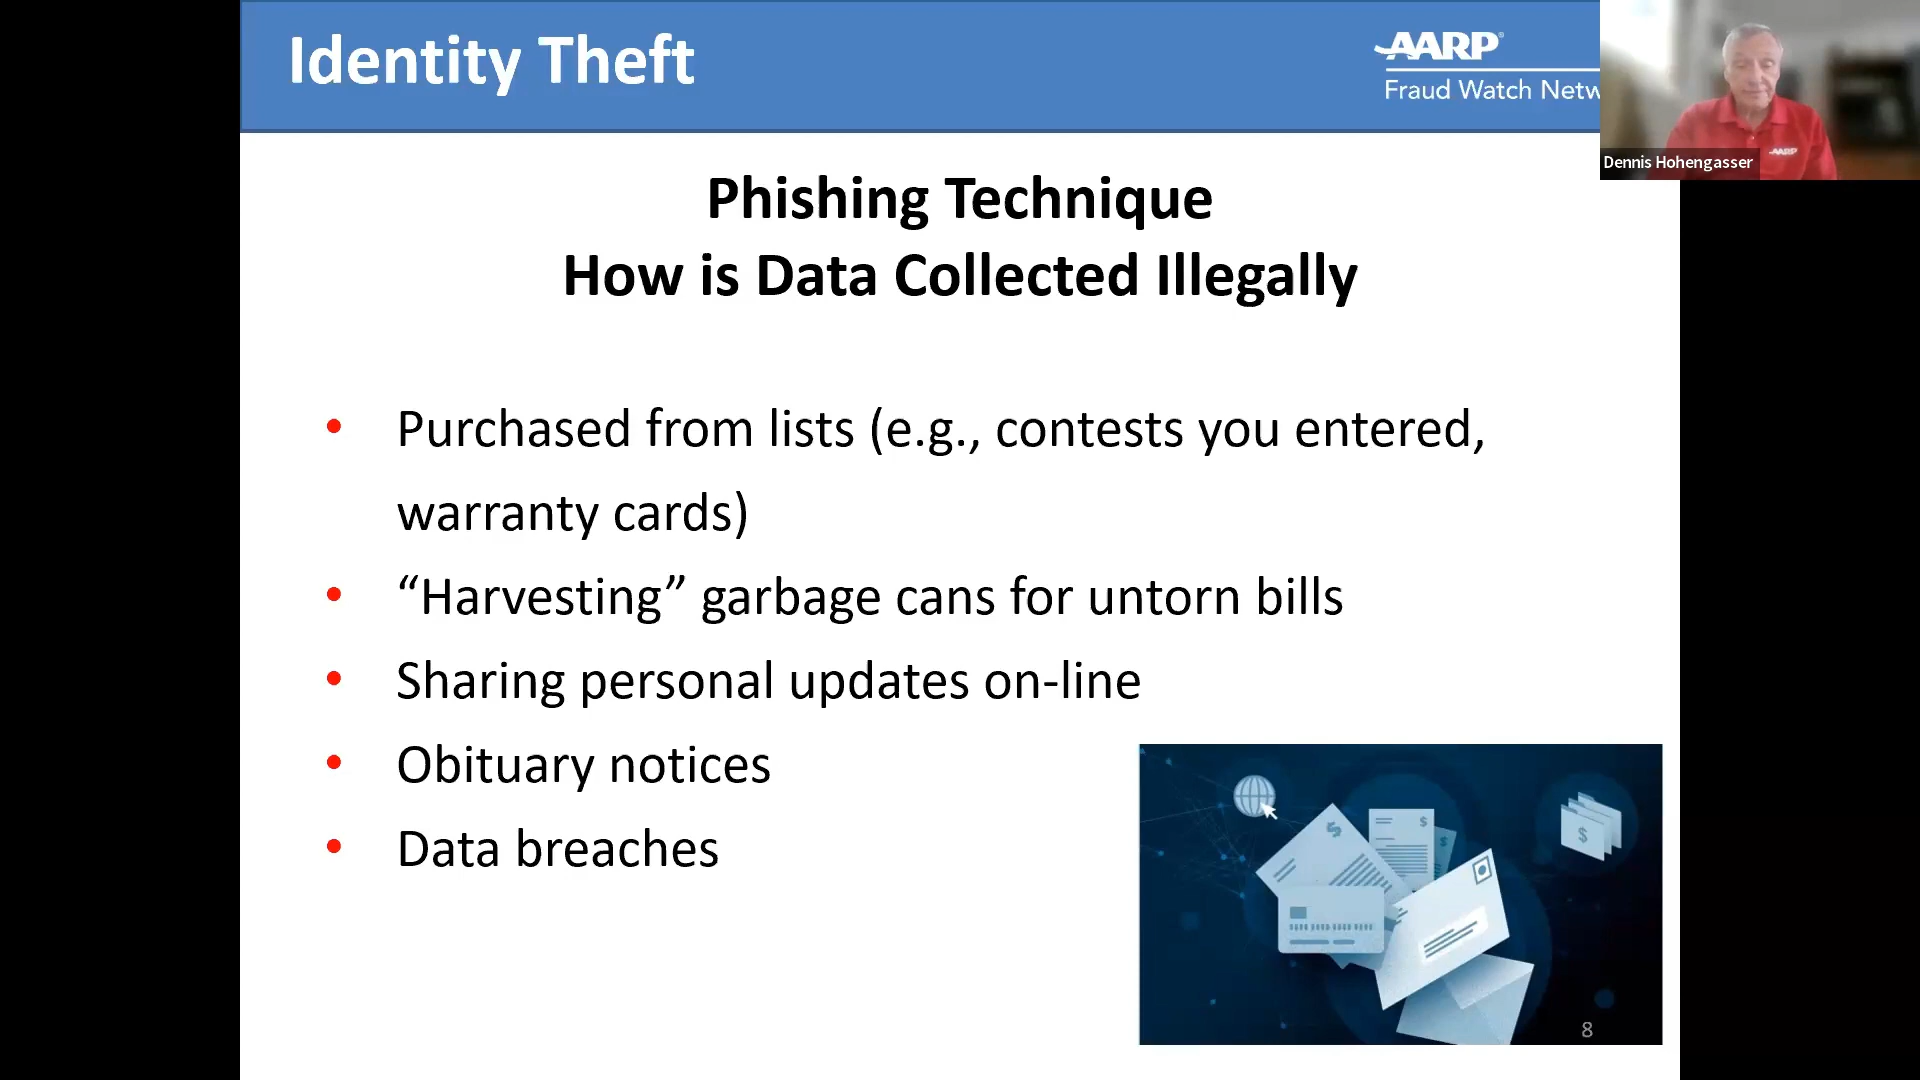 Identity Theft
AARP®
Fraud Watch Netw
Dennis Hohengasser
AARP
Phishing Technique
How is Data Collected Illegally
• Purchased from lists (e.g., contests you entered,
warranty cards)
• “Harvesting” garbage cans for untorn bills
• Sharing personal updates on-line
• Obituary notices
• Data breaches
$
$
$
$
8